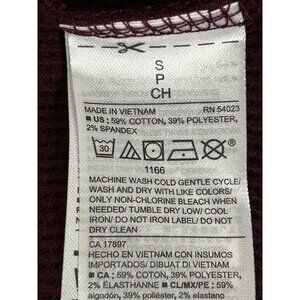 S
P
CH
MADE IN VIETNAM RN 54023
■ US : 59% COTTON, 39% POLYESTER,
2% SPANDEX
30
1166
MACHINE WASH COLD GENTLE CYCLE/
WASH AND DRY WITH LIKE COLORS/
ONLY NON-CHLORINE BLEACH WHEN
NEEDED/ TUMBLE DRY LOW/ COOL
IRON/ DO NOT IRON LABEL/ DO NOT
DRY CLEAN
CA 17897
HECHO EN VIETNAM CON INSUMOS
IMPORTADOS/ DIBUAT DI VIETNAM
■ CA : 59% COTON, 39% POLYESTER,
2% ÉLASTHANNE ■ CL/MX/PE :
algodón, 39% poliéster, 2% elastano